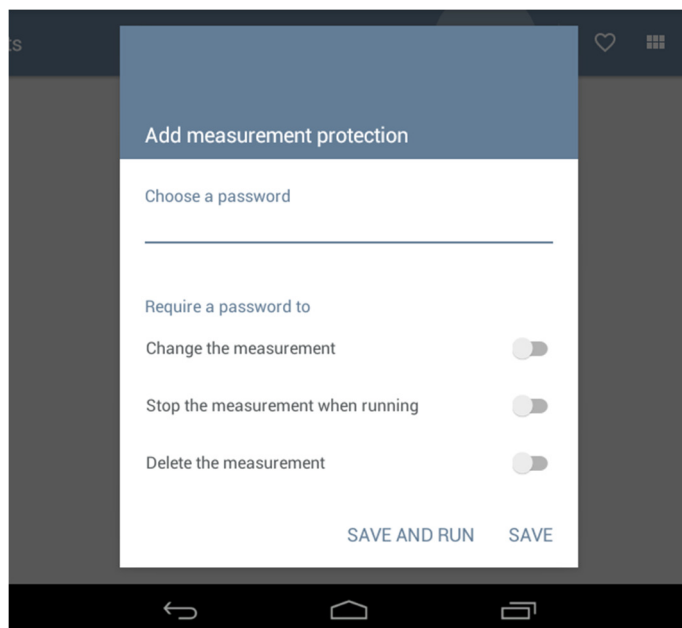 ts
Add measurement protection
Choose a password
Require a password to
Change the measurement
Stop the measurement when running
Delete the measurement
SAVE AND RUN SAVE